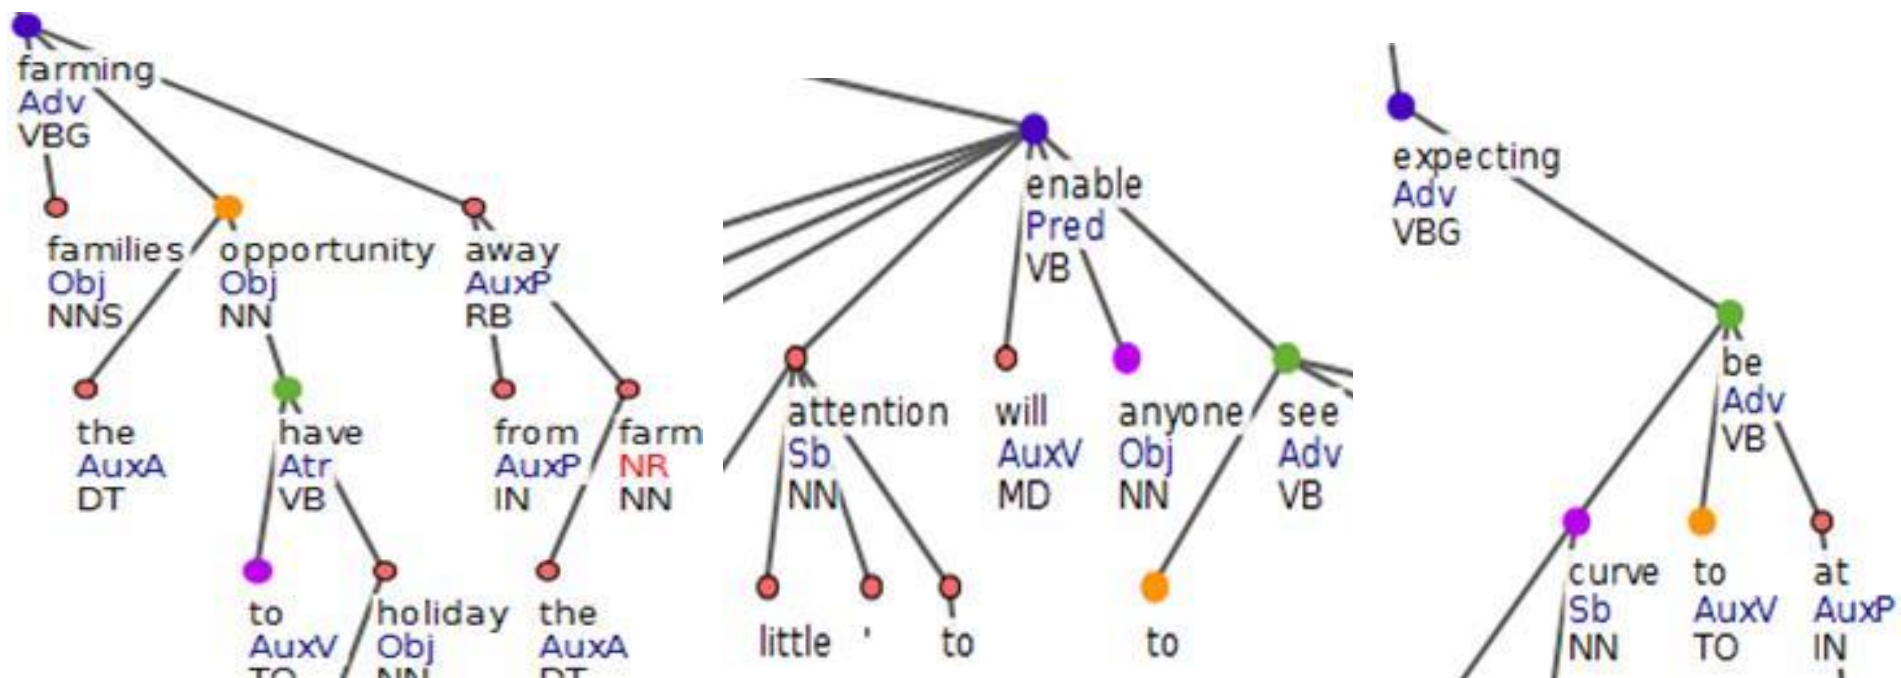 farming
Adv
VBG
families
Obj
NNS
opportunity
Obj
NN
away
AuxP
RB
the
AuxA
DT
have
Atr
VB
from
AuxP
IN
farm
NR
NN
to
AuxV
TO
holiday
Obj
NN
the
AuxA
DT
enable
Pred
VB
attention
Sb
NN
will
AuxV
MD
anyone
Obj
NN
see
Adv
VB
little
'
to
to
expecting
Adv
VBG
be
Adv
VB
curve
Sb
NN
to
AuxV
TO
at
AuxP
IN